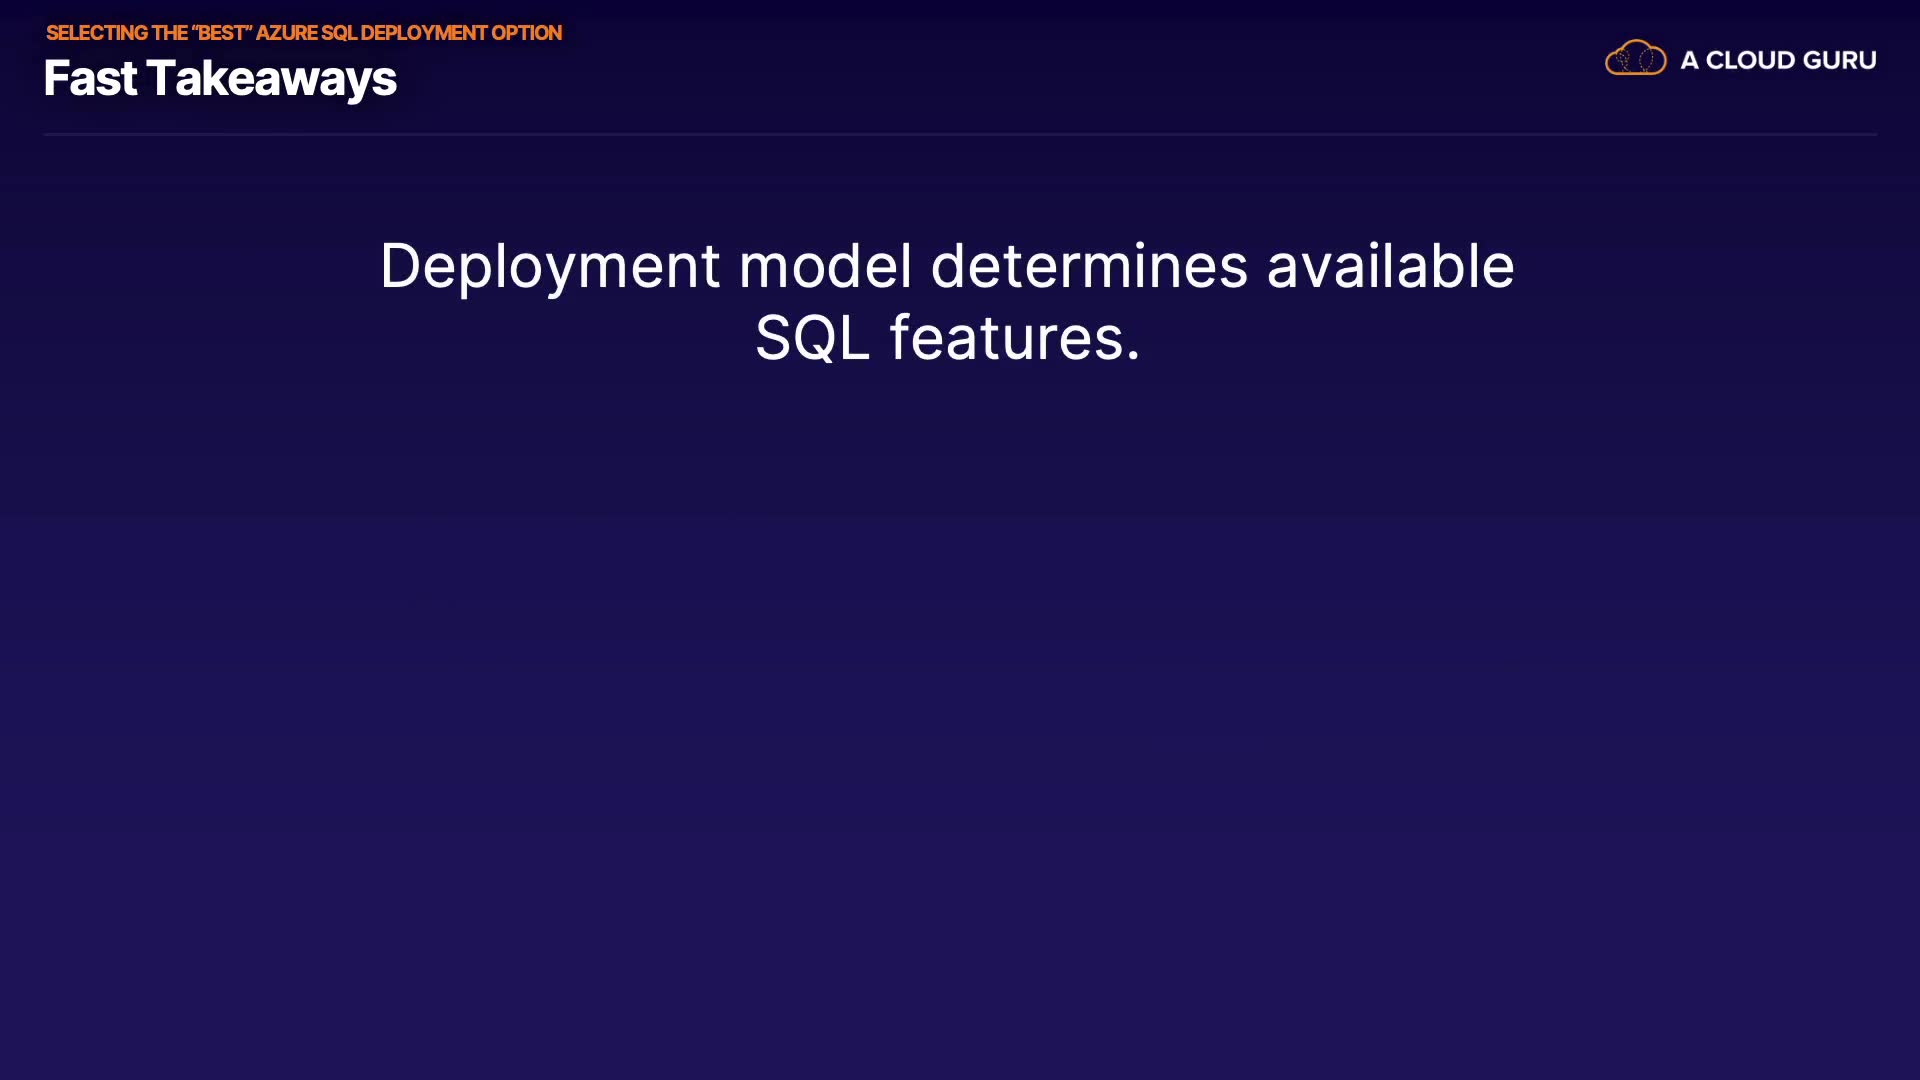 SELECTING THE “BEST” AZURE SQL DEPLOYMENT OPTION
Fast Takeaways
A CLOUD GURU
Deployment model determines available
SQL features.